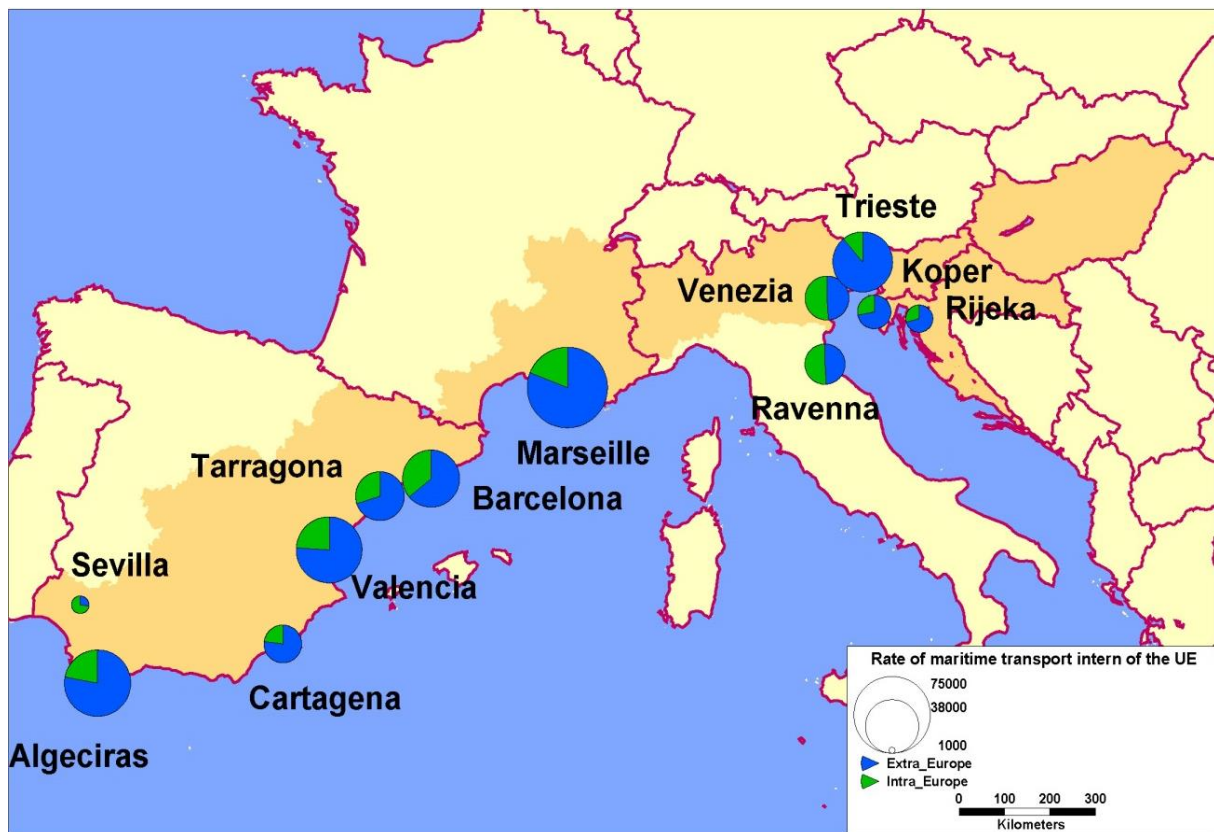 Trieste
Koper
Venezia
Rijeka
Ravenna
Marseille
Tarragona
Barcelona
Sevilla
Valencia
Cartagena
Algeciras
Rate of maritime transport intern of the UE
75000
38000
1000
Extra_Europe
Intra_Europe
0 100 200 300
Kilometers